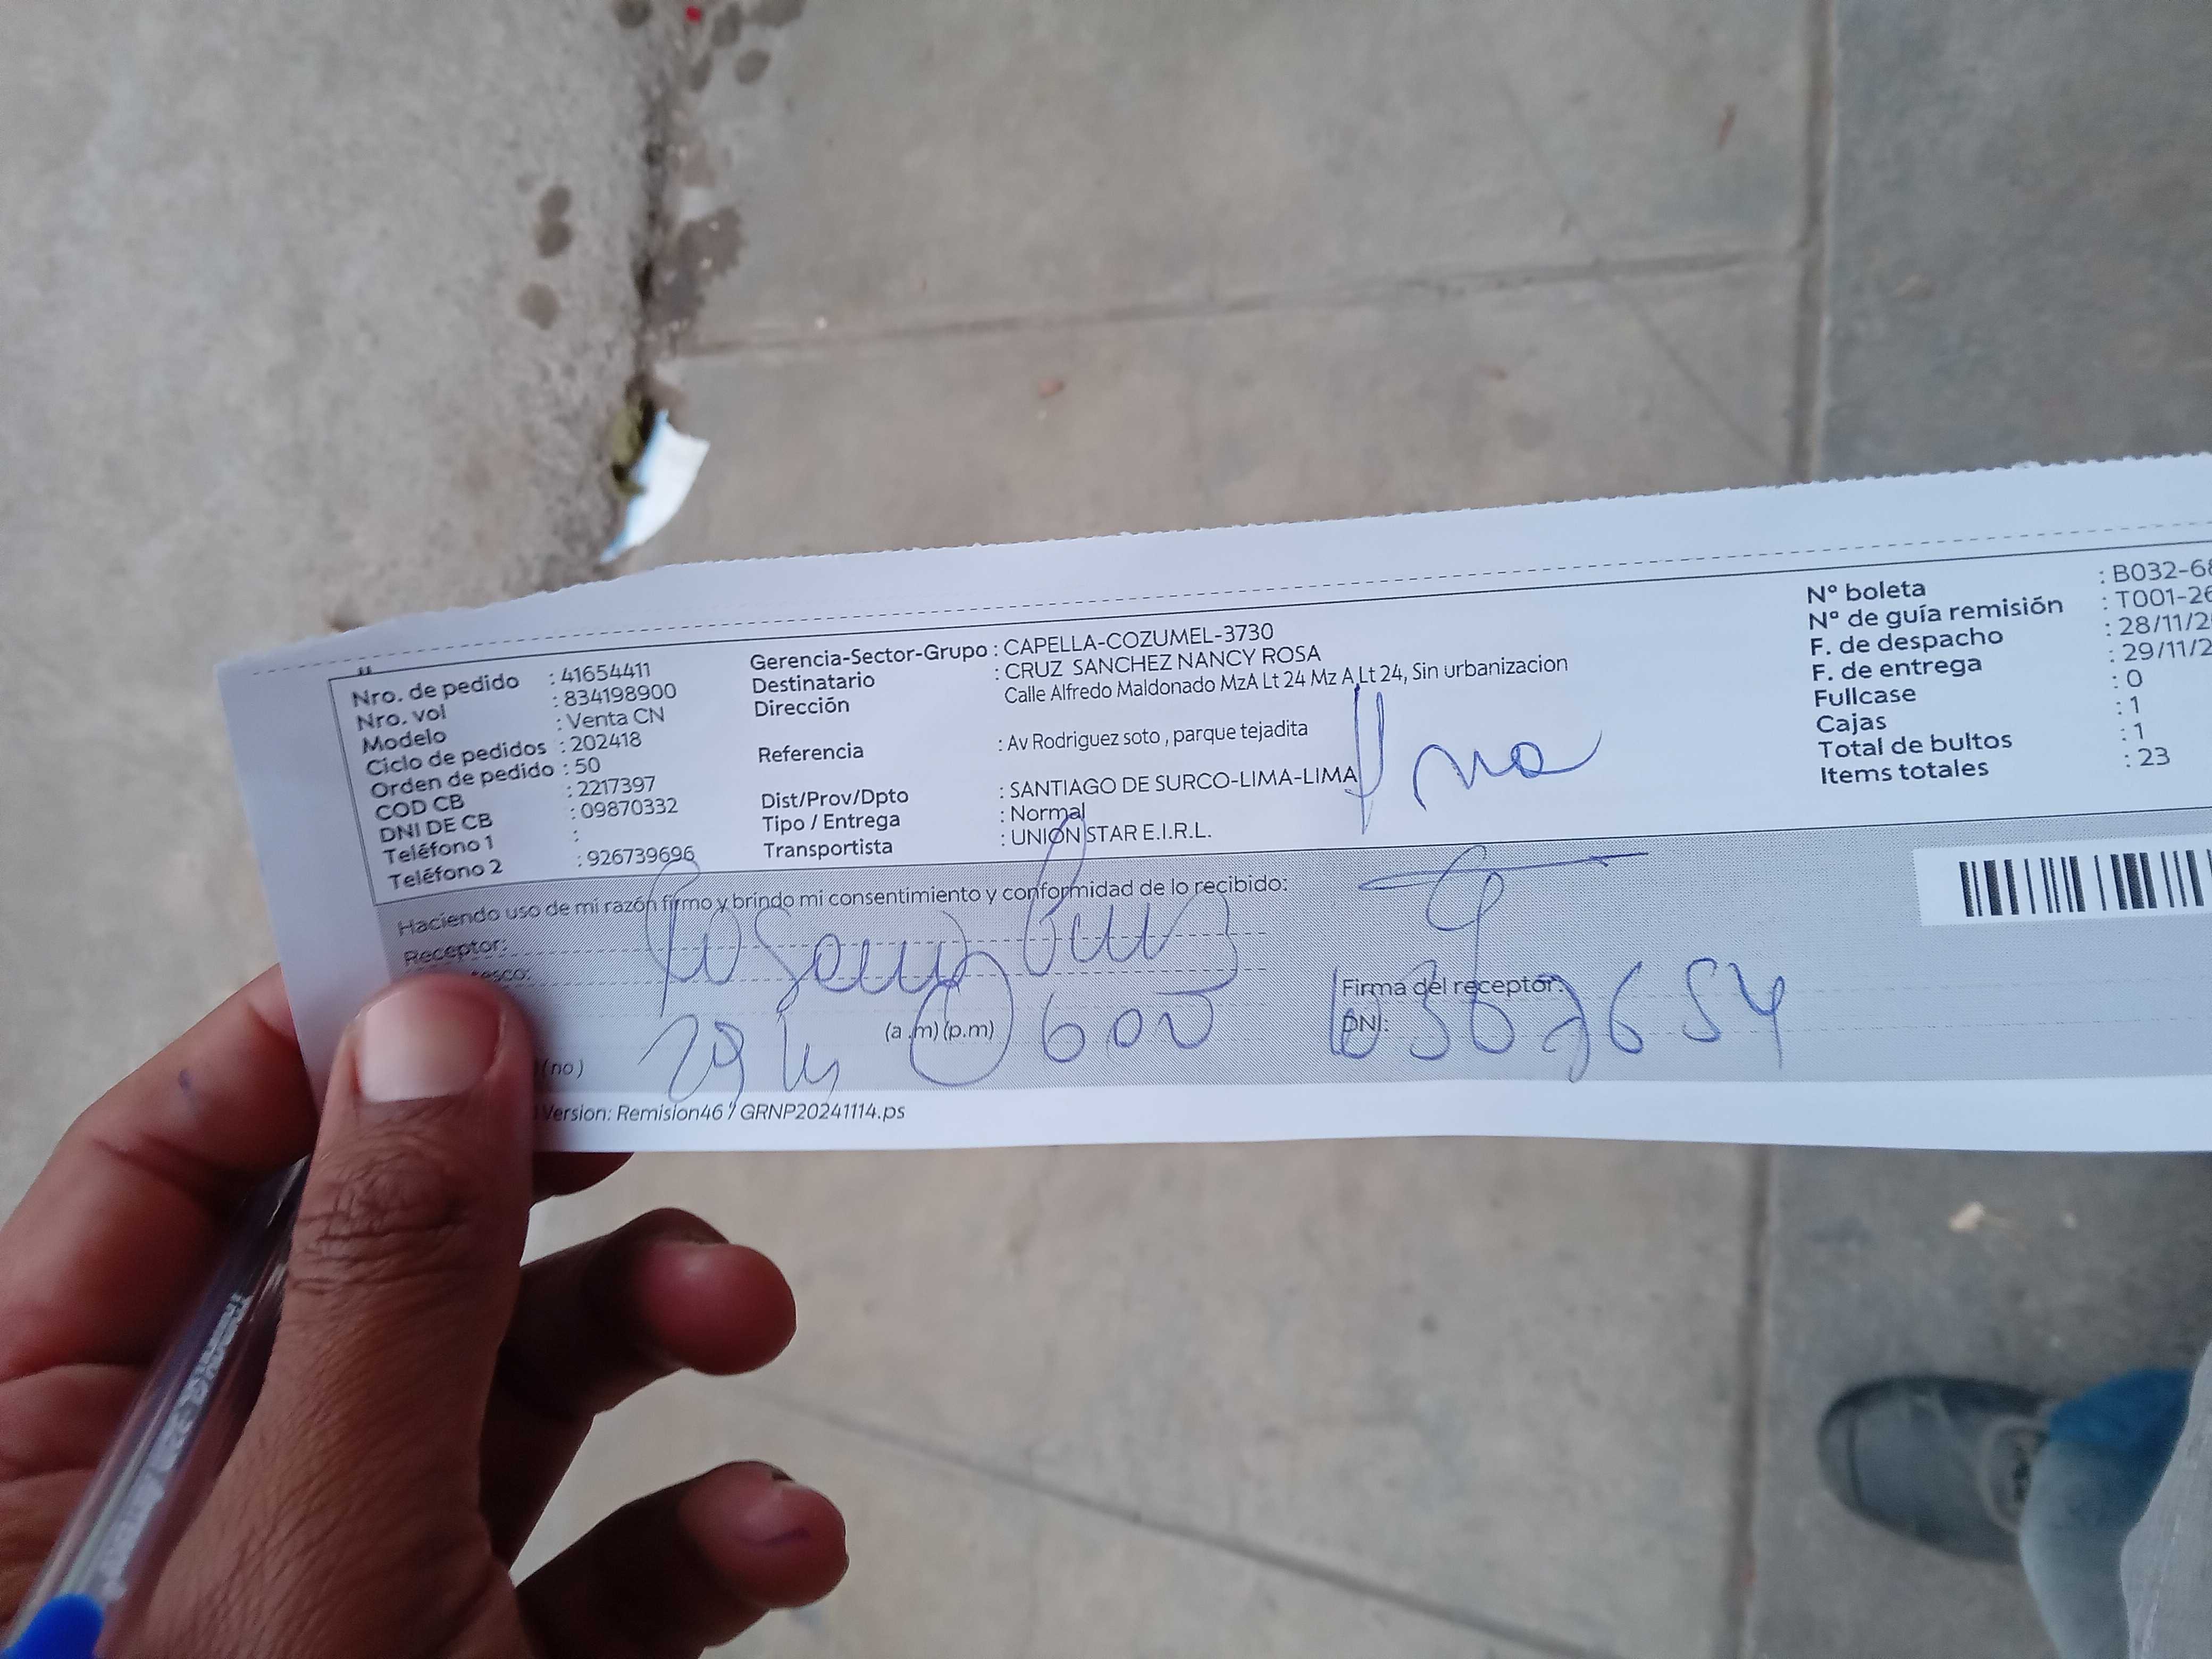 Nro. de pedido : 41654411
Nro. vol : 834198900
Modelo : Venta CN
Ciclo de pedidos : 202418
Orden de pedido : 50
COD CB : 2217397
DNI DE CB : 09870332
Teléfono 1 :
Teléfono 2 : 926739696
Gerencia-Sector-Grupo : CAPELLA-COZUMEL-3730
Destinatario : CRUZ SANCHEZ NANCY ROSA
Dirección Calle Alfredo Maldonado MzA Lt 24 Mz A Lt 24, Sin urbanizacion
Referencia : Av Rodriguez soto , parque tejadita
Dist/Prov/Dpto : SANTIAGO DE SURCO-LIMA-LIMA
Tipo / Entrega : Normal
Transportista : UNION STAR E.I.R.L.
Nº boleta : B032-68
Nº de guía remisión : T001-26
F. de despacho : 28/11/2
F. de entrega : 29/11/2
Fullcase : 0
Cajas : 1
Total de bultos : 1
Items totales : 23
Haciendo uso de mi razón firmo y brindo mi consentimiento y conformidad de lo recibido:
Receptor:
esco:
(a .m) (p.m) 600
Firma del receptor:
DNI:
(no)
Version: Remision46 / GRNP20241114.ps